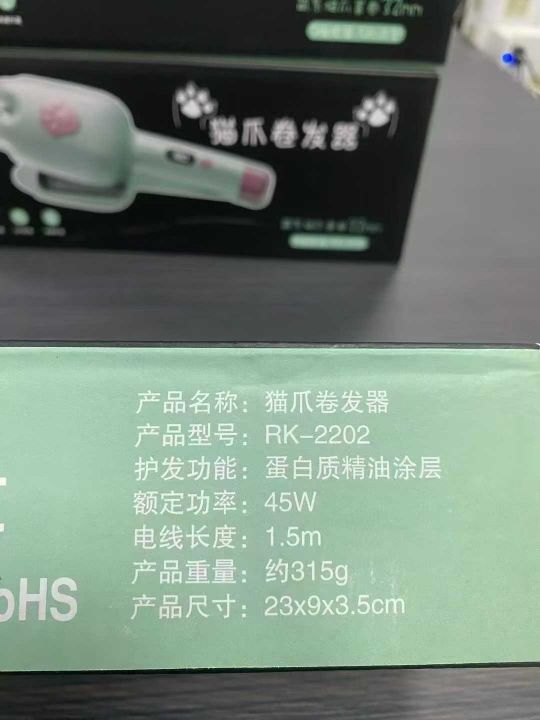 32mm
猫爪卷发器
产品名称：猫爪卷发器
产品型号：RK-2202
护发功能：蛋白质精油涂层
额定功率：45W
电线长度：1.5m
产品重量：约315g
产品尺寸：23x9x3.5cm
oHS